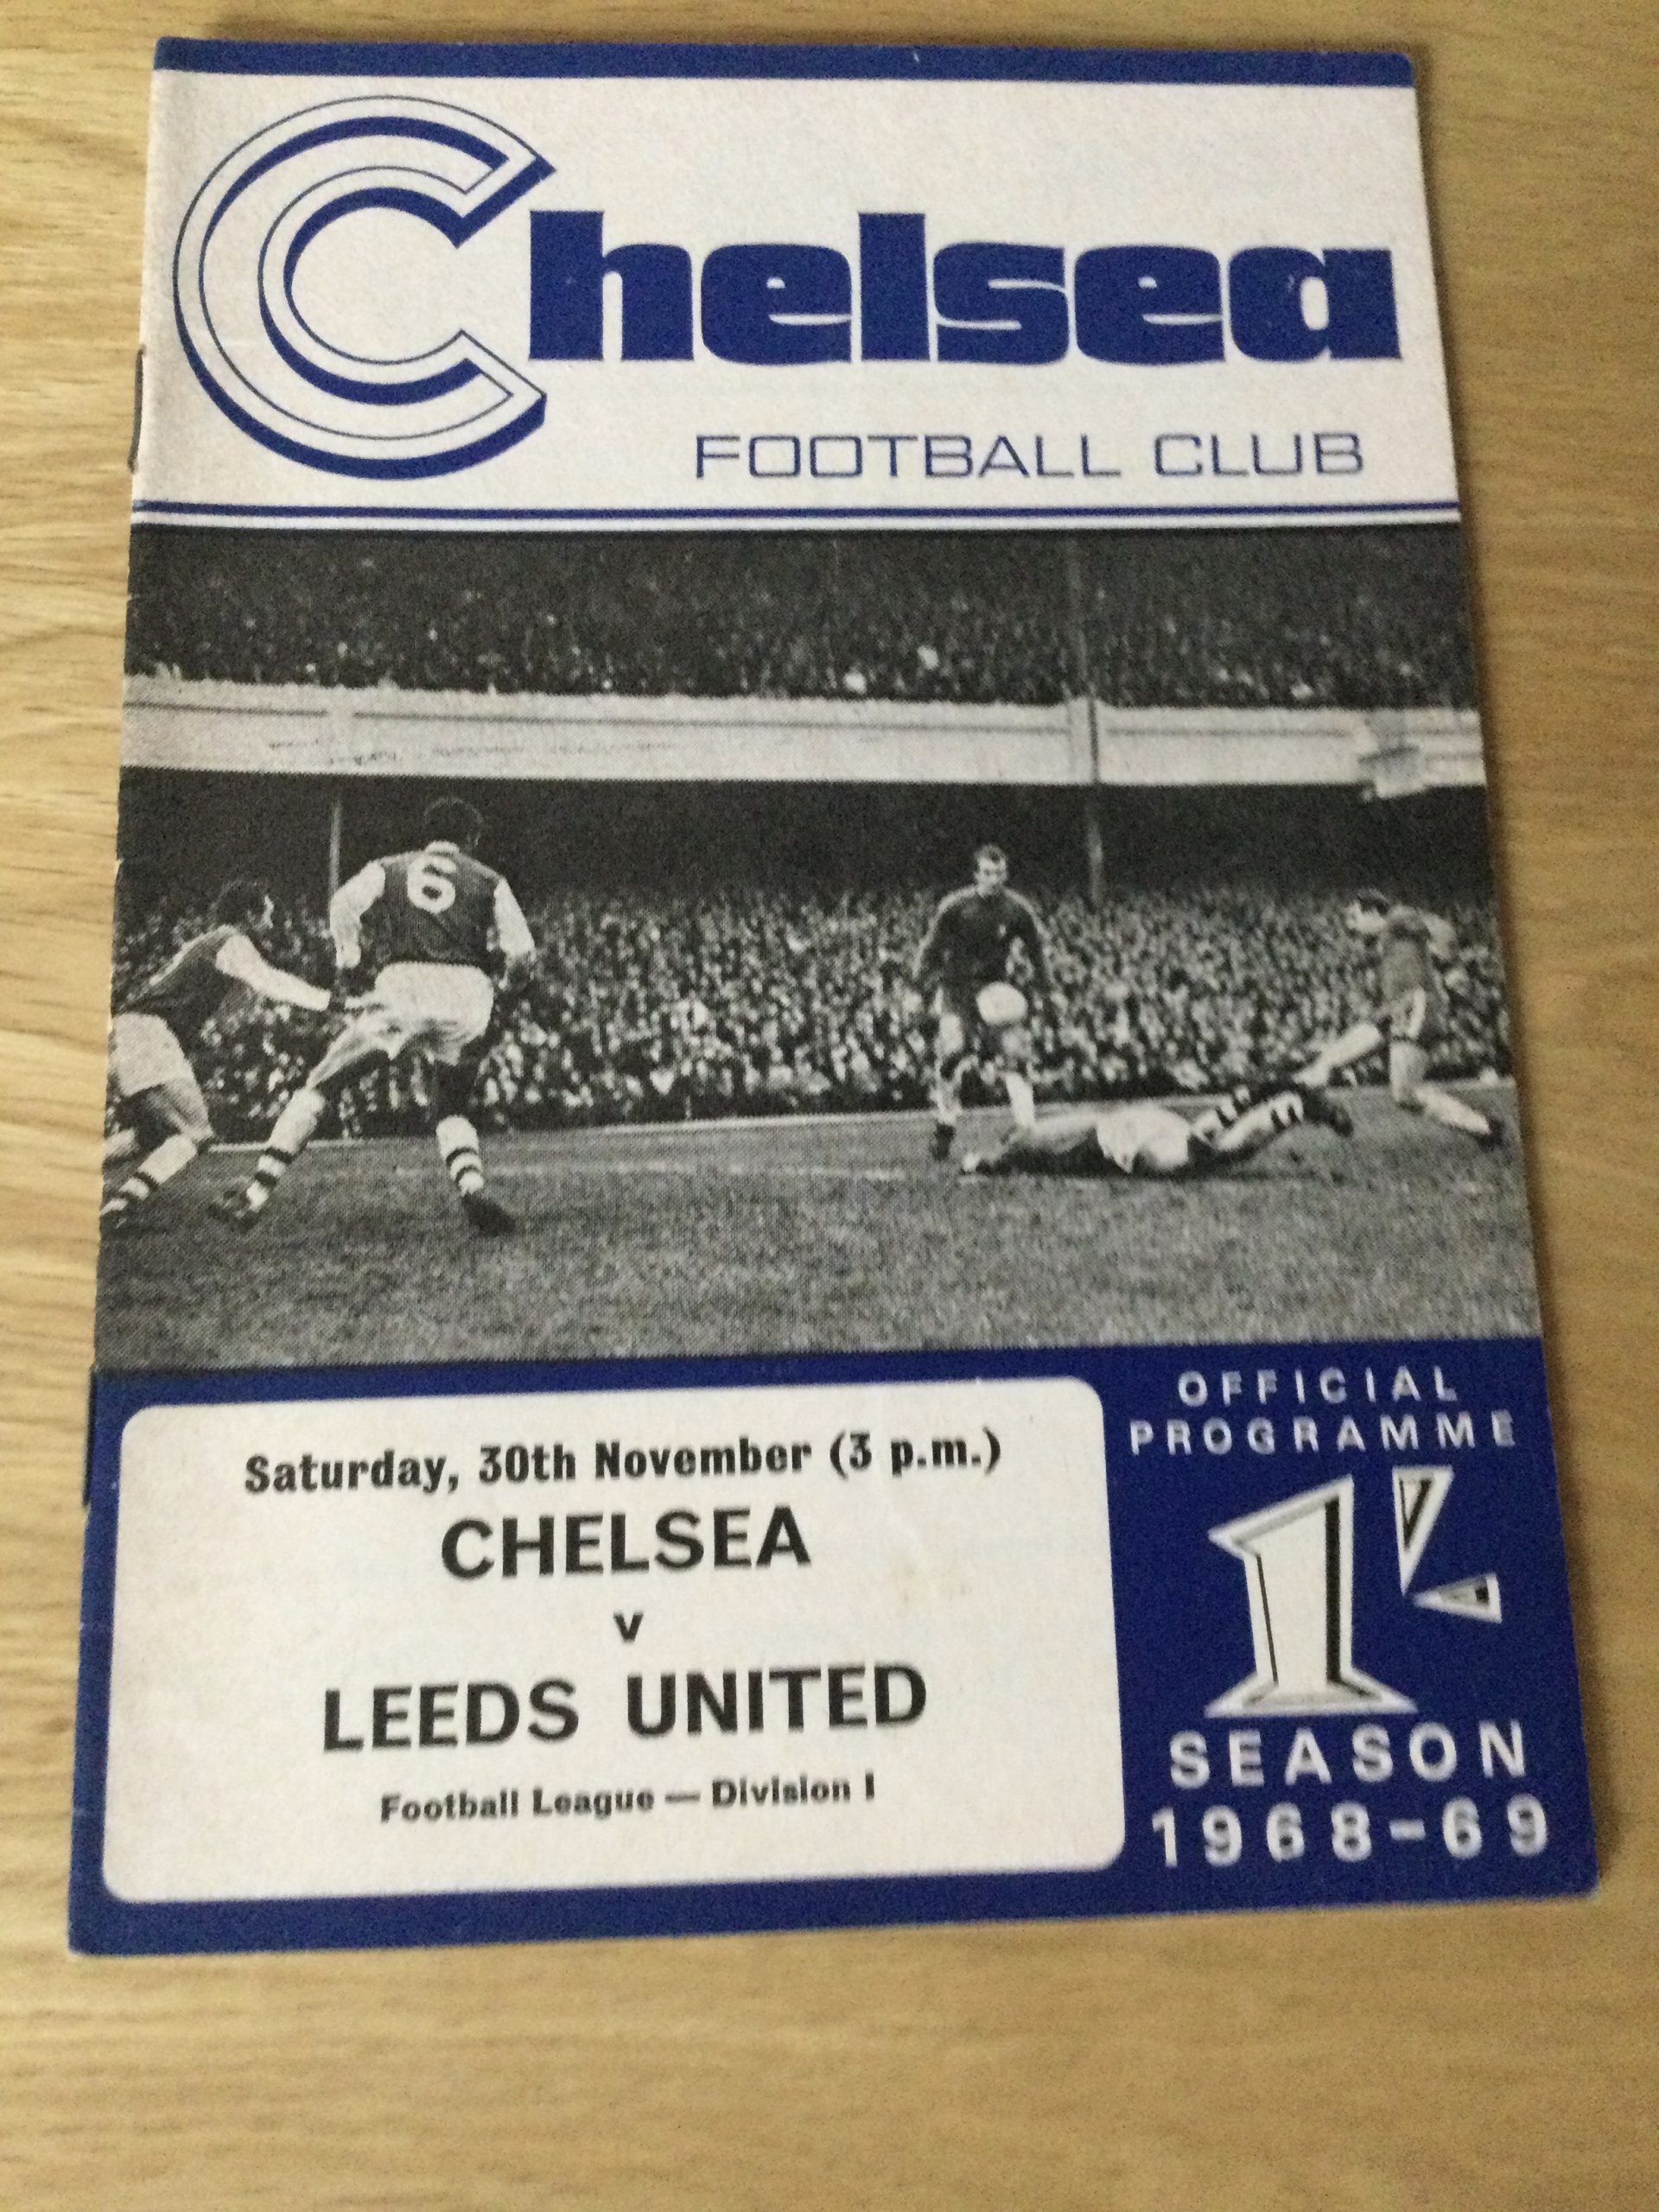 Chelsea
FOOTBALL CLUB
6
Saturday, 30th November (3 p.m.)
CHELSEA
v
LEEDS UNITED
Football League — Division I
OFFICIAL
PROGRAMME
1/-
SEASON
1968-69